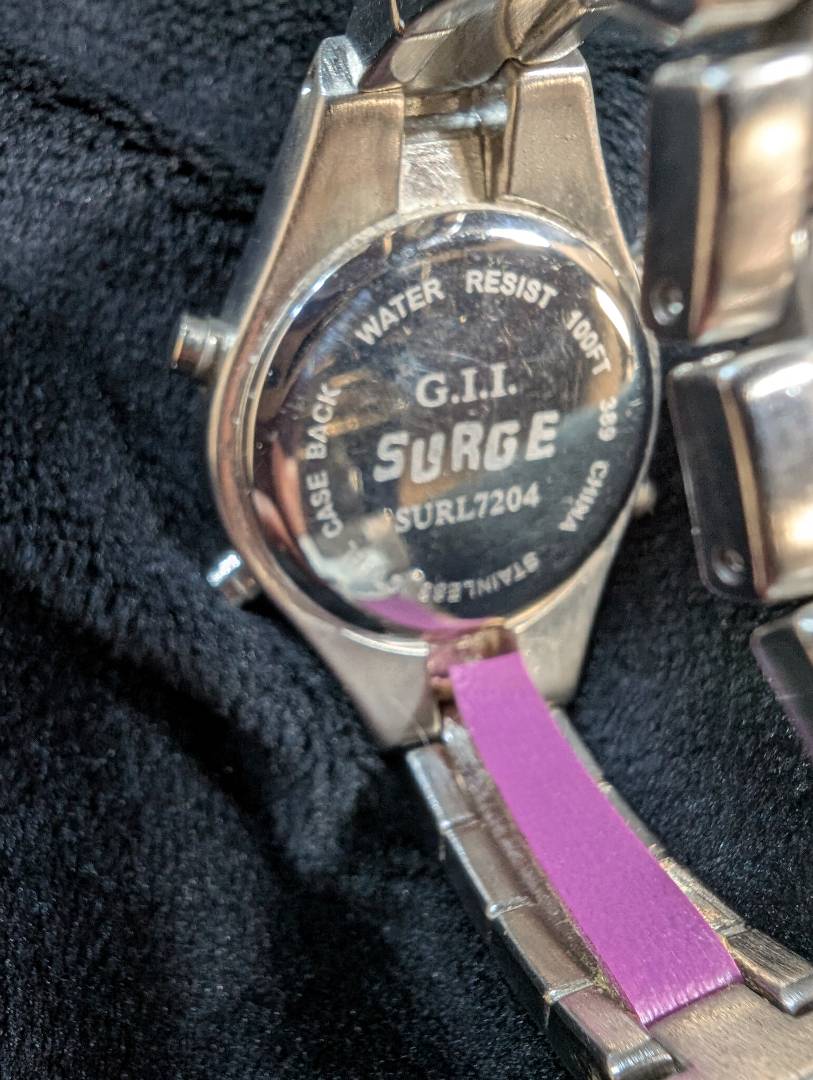 WATER RESIST 100FT 389 CHINA
STAINLESS
CASE BACK
G.I.I.
SURGE
SURL7204